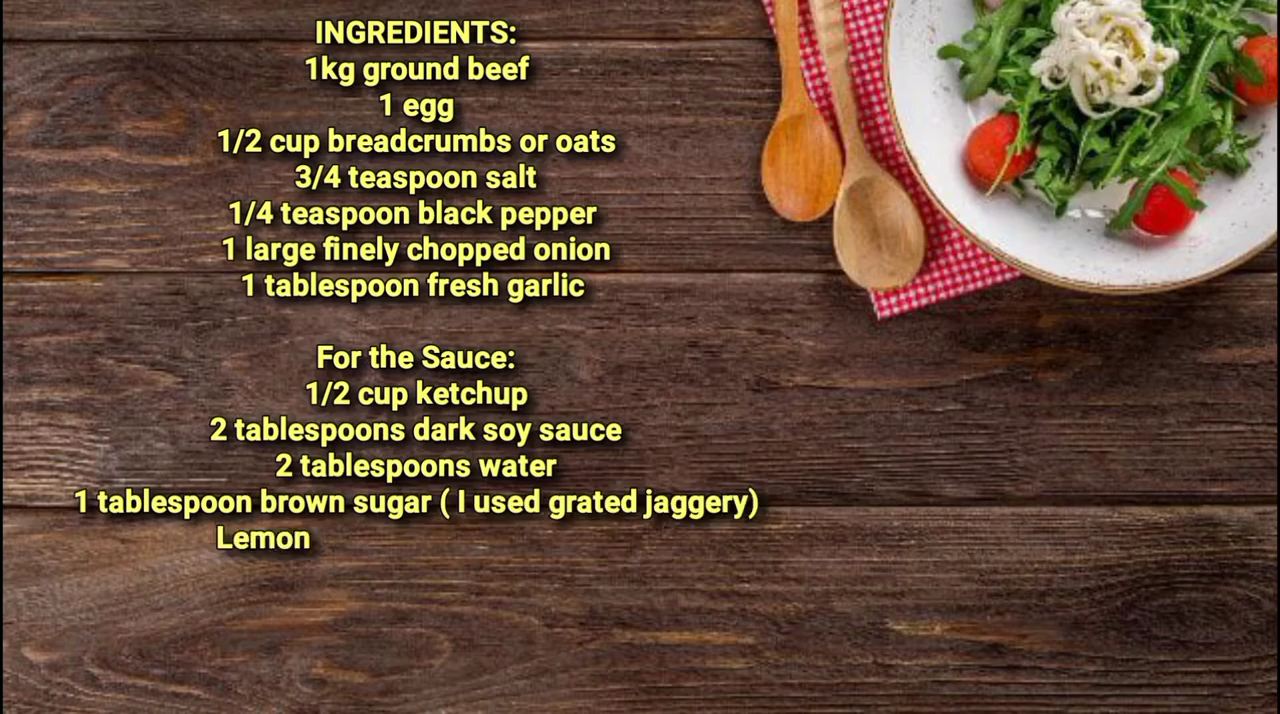 INGREDIENTS:
1kg ground beef
1 egg
1/2 cup breadcrumbs or oats
3/4 teaspoon salt
1/4 teaspoon black pepper
1 large finely chopped onion
1 tablespoon fresh garlic
For the Sauce:
1/2 cup ketchup
2 tablespoons dark soy sauce
2 tablespoons water
1 tablespoon brown sugar ( I used grated jaggery)
Lemon